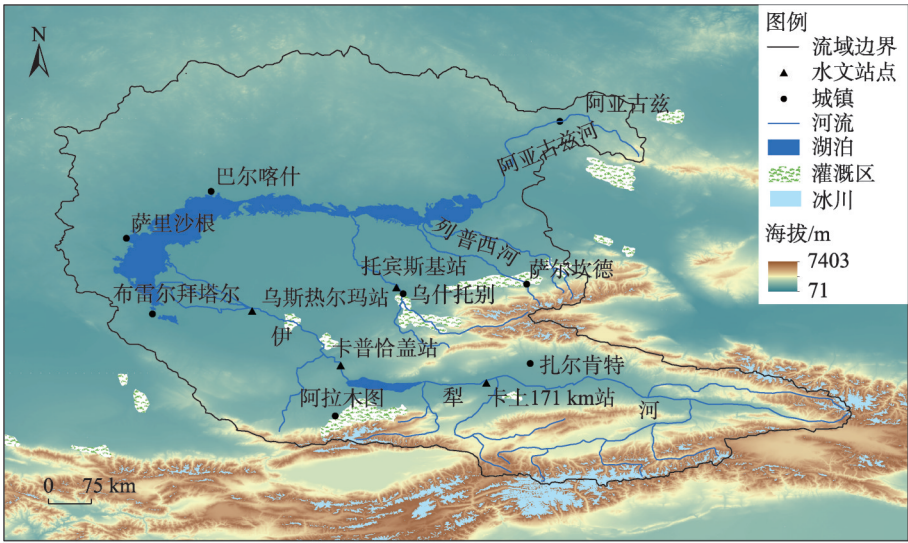 N
阿亚古兹
阿亚古兹河
巴尔喀什
萨里沙根
列普西河
托宾斯基站
萨尔坎德
布雷尔拜塔尔
乌斯热尔玛站
乌什托别
伊
卡普恰盖站
扎尔肯特
阿拉木图
犁
卡上171 km站
河
0 75 km
图例
流域边界
水文站点
城镇
河流
湖泊
灌溉区
冰川
海拔/m
7403
71